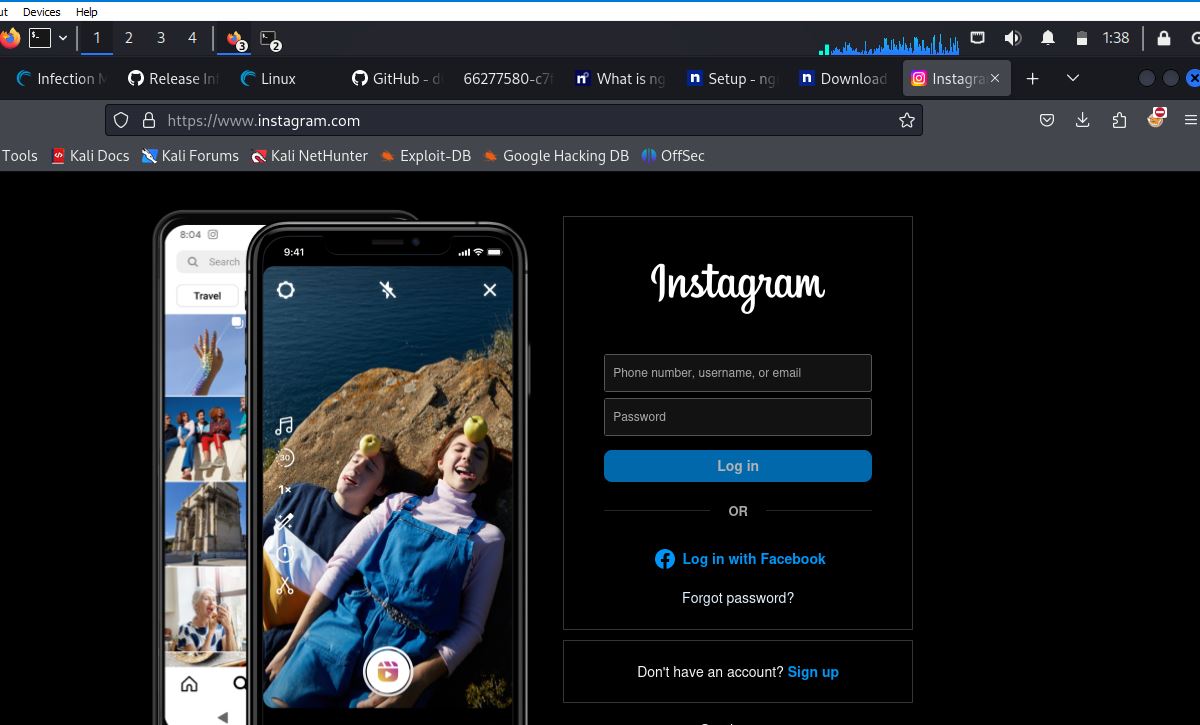 ut Devices Help
1 2 3 4 3 2 1:38
Infection M Release Inf Linux GitHub - d 66277580-c7f What is ng Setup - ng Download Instagra
https://www.instagram.com
Tools Kali Docs Kali Forums Kali NetHunter Exploit-DB Google Hacking DB OffSec
8:04
Search
Travel
9:41
30
1×
Instagram
Phone number, username, or email
Password
Log in
OR
Log in with Facebook
Forgot password?
Don't have an account? Sign up